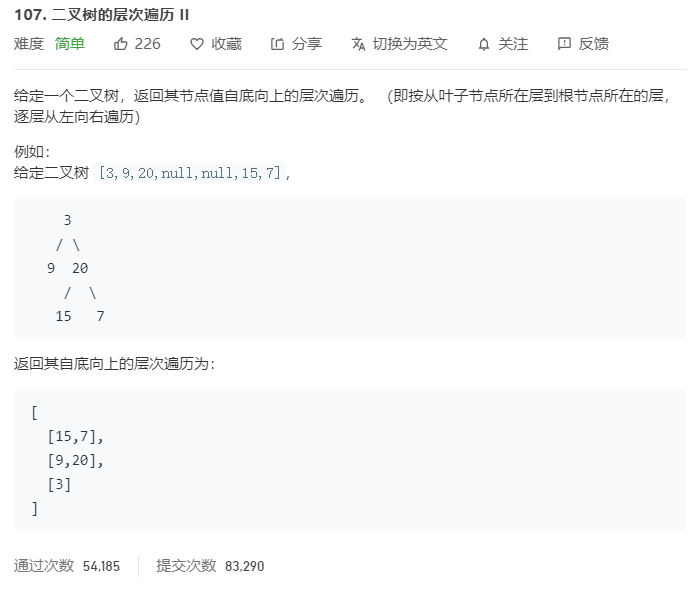 107. 二叉树的层次遍历 II
难度 简单 226 收藏 分享 切换为英文 关注 反馈
给定一个二叉树，返回其节点值自底向上的层次遍历。 （即按从叶子节点所在层到根节点所在的层，
逐层从左向右遍历）
例如：
给定二叉树 [3,9,20,null,null,15,7],
3
/ \
9 20
/ \
15 7
返回其自底向上的层次遍历为：
[
[15,7],
[9,20],
[3]
]
通过次数 54,185 提交次数 83,290